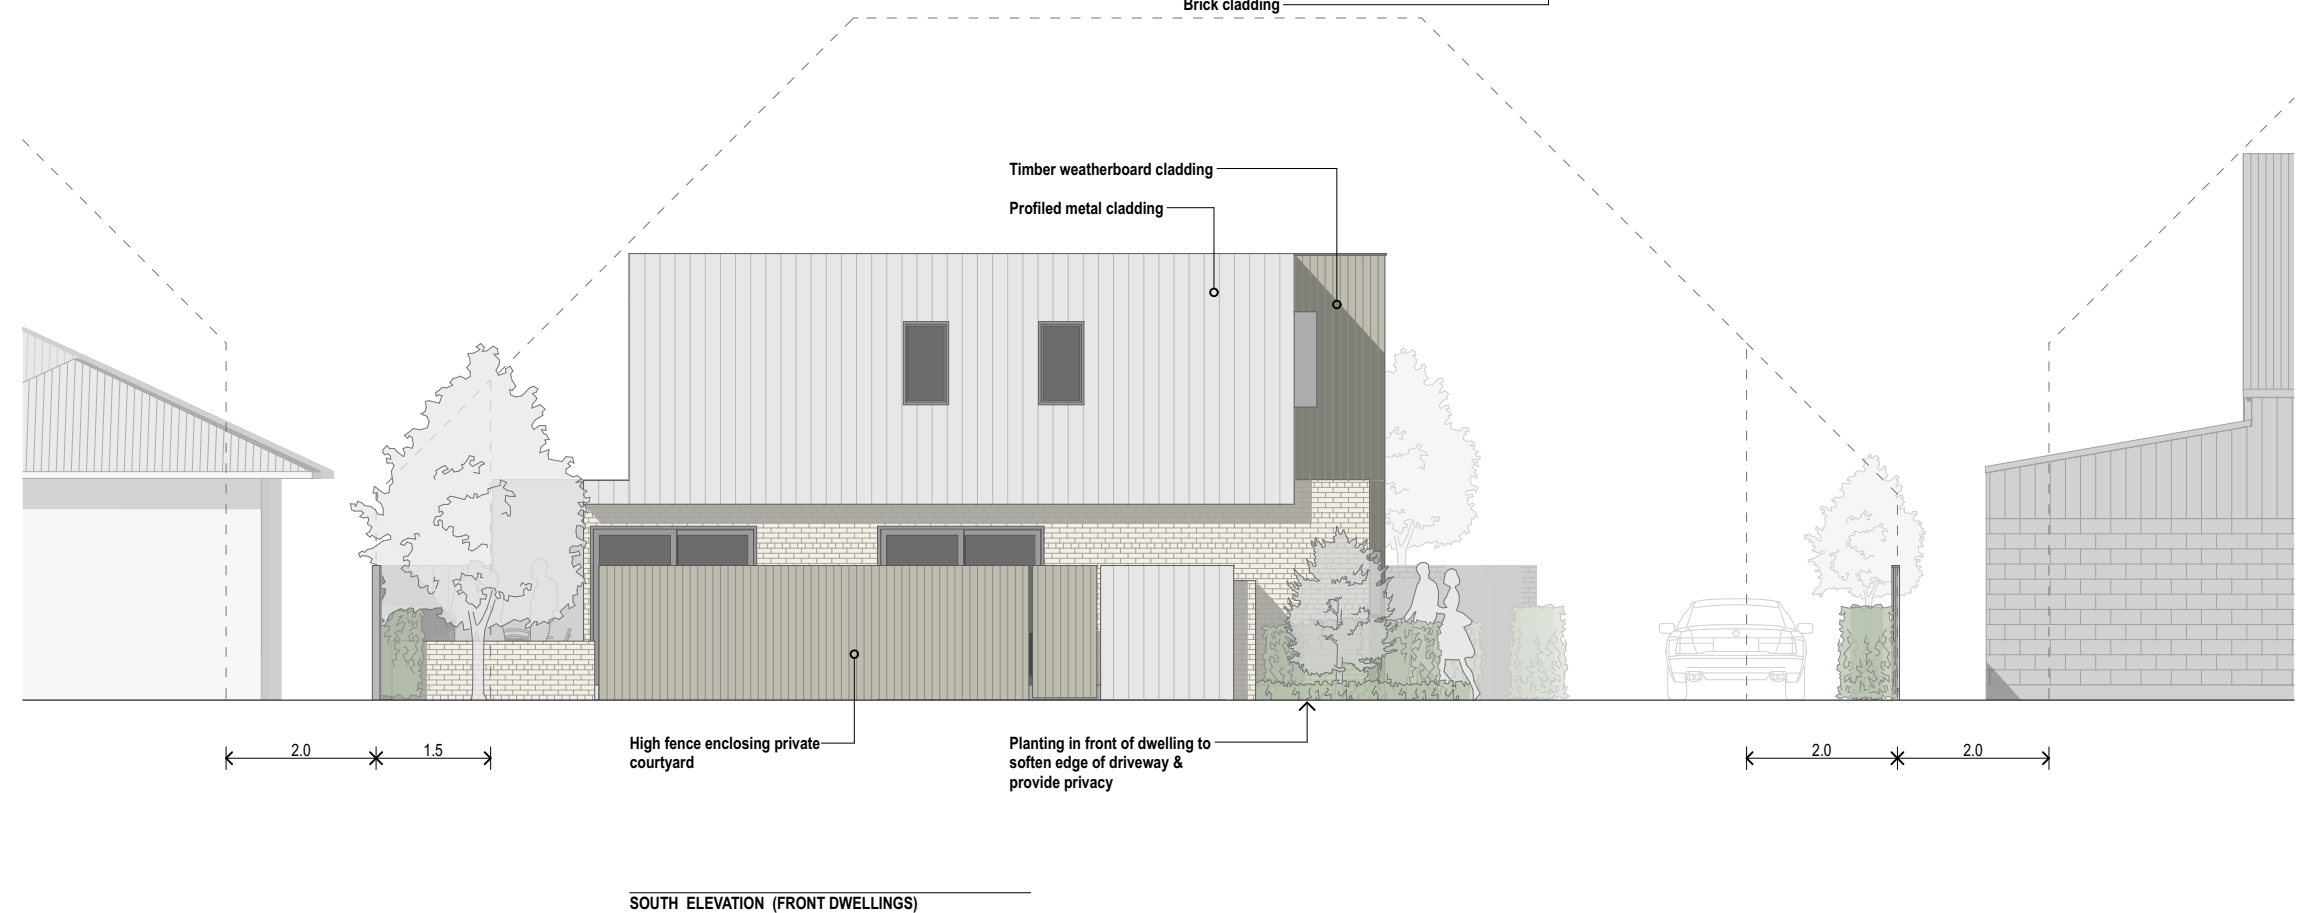 Brick cladding
Timber weatherboard cladding
Profiled metal cladding
2.0
1.5
High fence enclosing private
courtyard
Planting in front of dwelling to
soften edge of driveway &
provide privacy
2.0
2.0
SOUTH ELEVATION (FRONT DWELLINGS)